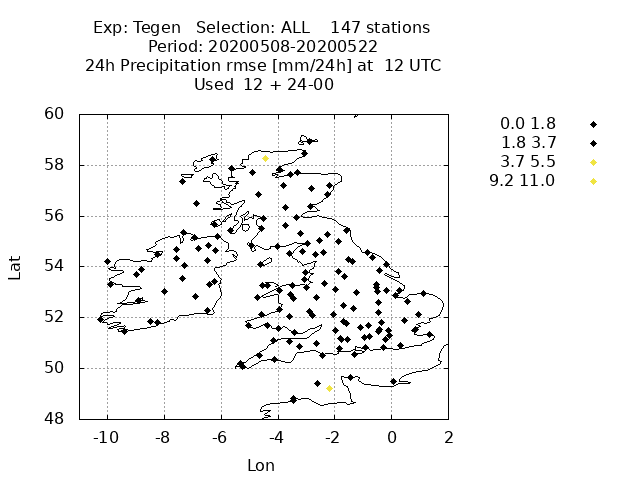 Exp: Tegen   Selection: ALL    147 stations
Period: 20200508-20200522
24h Precipitation rmse [mm/24h] at  12 UTC
Used  12 + 24-00
0.0 1.8
1.8 3.7
3.7 5.5
9.2 11.0
60
58
56
54
52
50
48
Lat
-10 -8 -6 -4 -2 0 2
Lon